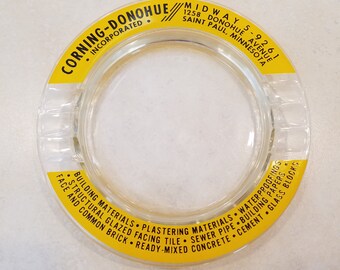 CORNING-DONOHUE
INCORPORATED
MIDWAY 5-9261
1258 DONOHUE AVENUE
SAINT PAUL, MINNESOTA
BUILDING MATERIALS • PLASTERING MATERIALS • WATERPROOFINGS
STRUCTURAL GLAZED FACING TILE • SEWER PIPE • BUILDING PAPERS
FACE AND COMMON BRICK • READY-MIXED CONCRETE • CEMENT • GLASS BLOCKS